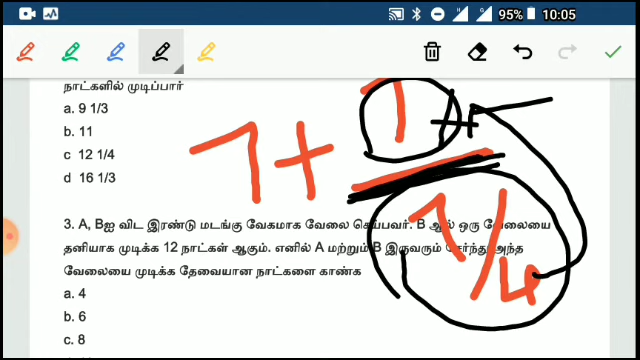 95% 10:05
நாட்களில் முடிப்பார்
a. 9 1/3
b. 11
c 12 1/4
d 16 1/3
1 + 1
1/4
3. A, Bஐ விட இரண்டு மடங்கு வேகமாக வேலை செய்பவர். B ஆல் ஒரு வேலையை
தனியாக முடிக்க 12 நாட்கள் ஆகும். எனில் A மற்றும் B இருவரும் சேர்ந்து அந்த
வேலையை முடிக்க தேவையான நாட்களை காண்க
a. 4
b. 6
c. 8